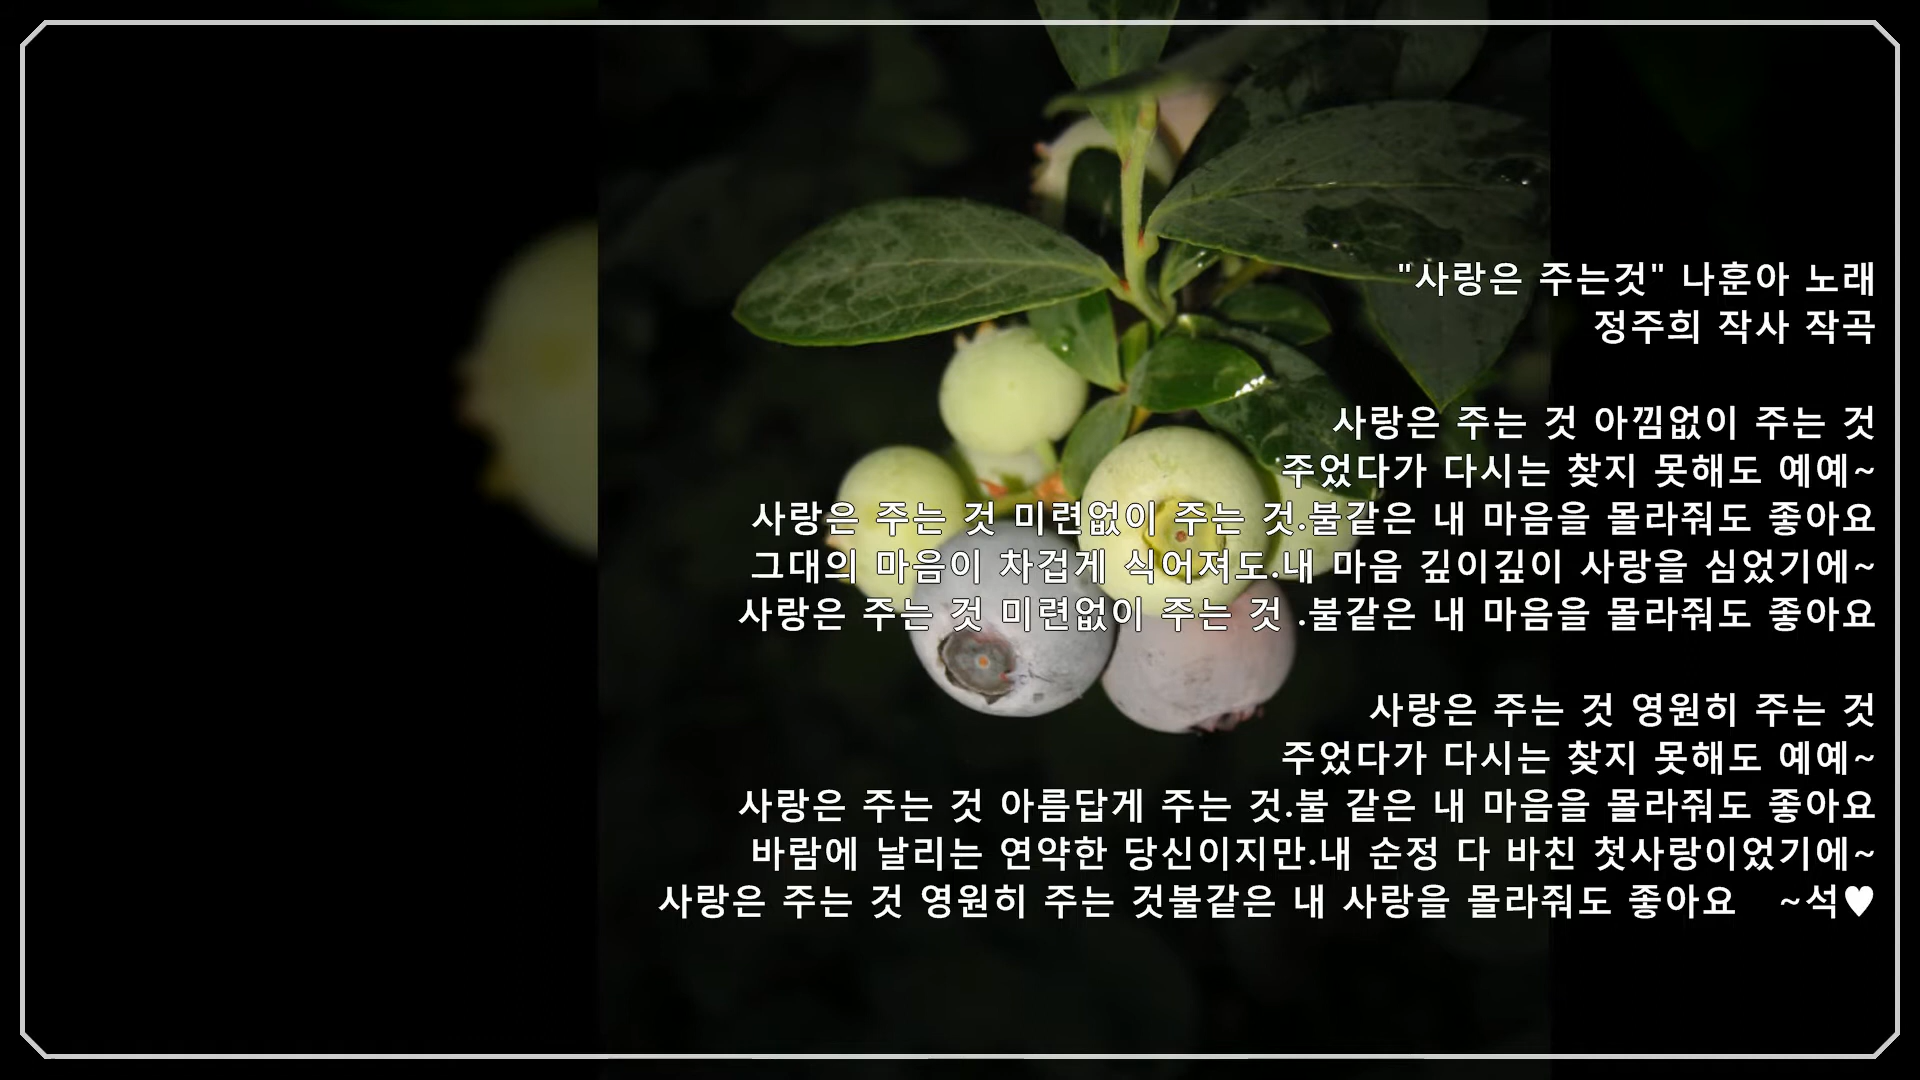 "사랑은 주는것" 나훈아 노래
정주희 작사 작곡
사랑은 주는 것 아낌없이 주는 것
주었다가 다시는 찾지 못해도 예예~
사랑은 주는 것 미련없이 주는 것.불같은 내 마음을 몰라줘도 좋아요
그대의 마음이 차겁게 식어져도.내 마음 깊이깊이 사랑을 심었기에~
사랑은 주는 것 미련없이 주는 것 .불같은 내 마음을 몰라줘도 좋아요
사랑은 주는 것 영원히 주는 것
주었다가 다시는 찾지 못해도 예예~
사랑은 주는 것 아름답게 주는 것.불 같은 내 마음을 몰라줘도 좋아요
바람에 날리는 연약한 당신이지만.내 순정 다 바친 첫사랑이었기에~
사랑은 주는 것 영원히 주는 것불같은 내 사랑을 몰라줘도 좋아요 ~석♥